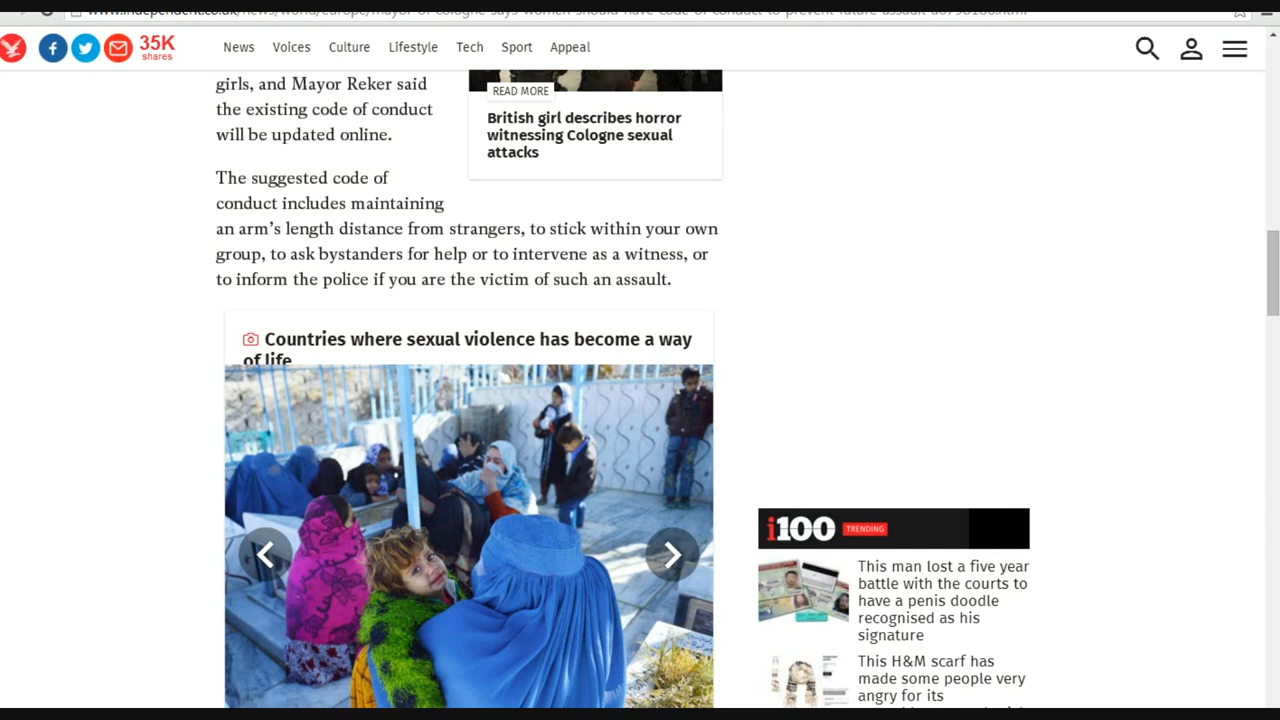 35K
shares
News Voices Culture Lifestyle Tech Sport Appeal
girls, and Mayor Reker said
the existing code of conduct
will be updated online.
READ MORE
British girl describes horror
witnessing Cologne sexual
attacks
The suggested code of
conduct includes maintaining
an arm's length distance from strangers, to stick within your own
group, to ask bystanders for help or to intervene as a witness, or
to inform the police if you are the victim of such an assault.
Countries where sexual violence has become a way
of life
i100 TRENDING
This man lost a five year
battle with the courts to
have a penis doodle
recognised as his
signature
This H&M scarf has
made some people very
angry for its